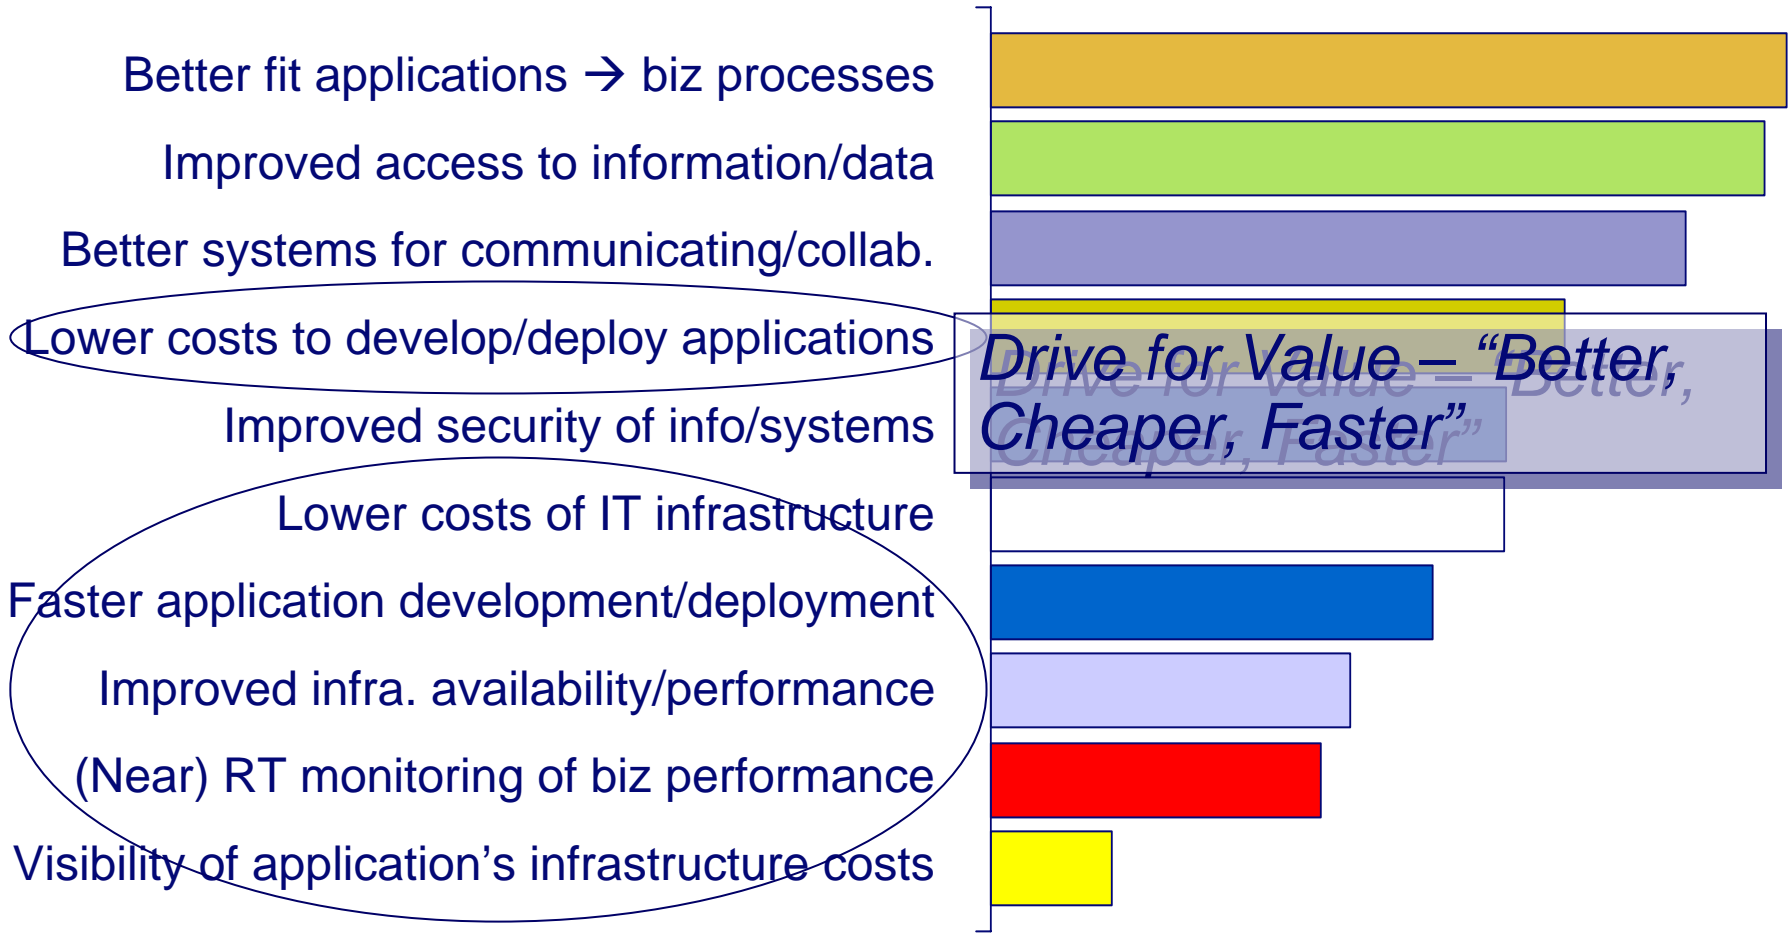 Better fit applications → biz processes
Improved access to information/data
Better systems for communicating/collab.
Lower costs to develop/deploy applications
Drive for Value – “Better,
Cheaper, Faster”
Improved security of info/systems
Lower costs of IT infrastructure
Faster application development/deployment
Improved infra. availability/performance
(Near) RT monitoring of biz performance
Visibility of application’s infrastructure costs